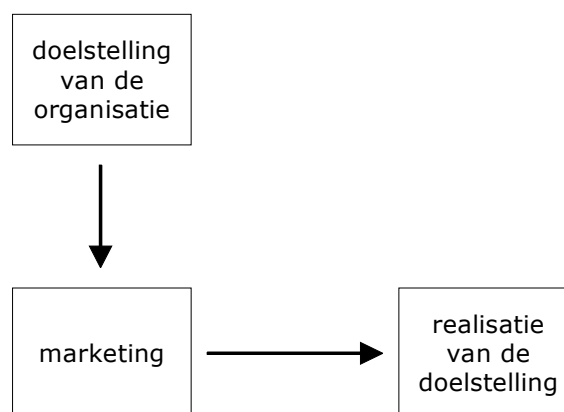 doelstelling
van de
organisatie
marketing
realisatie
van de
doelstelling